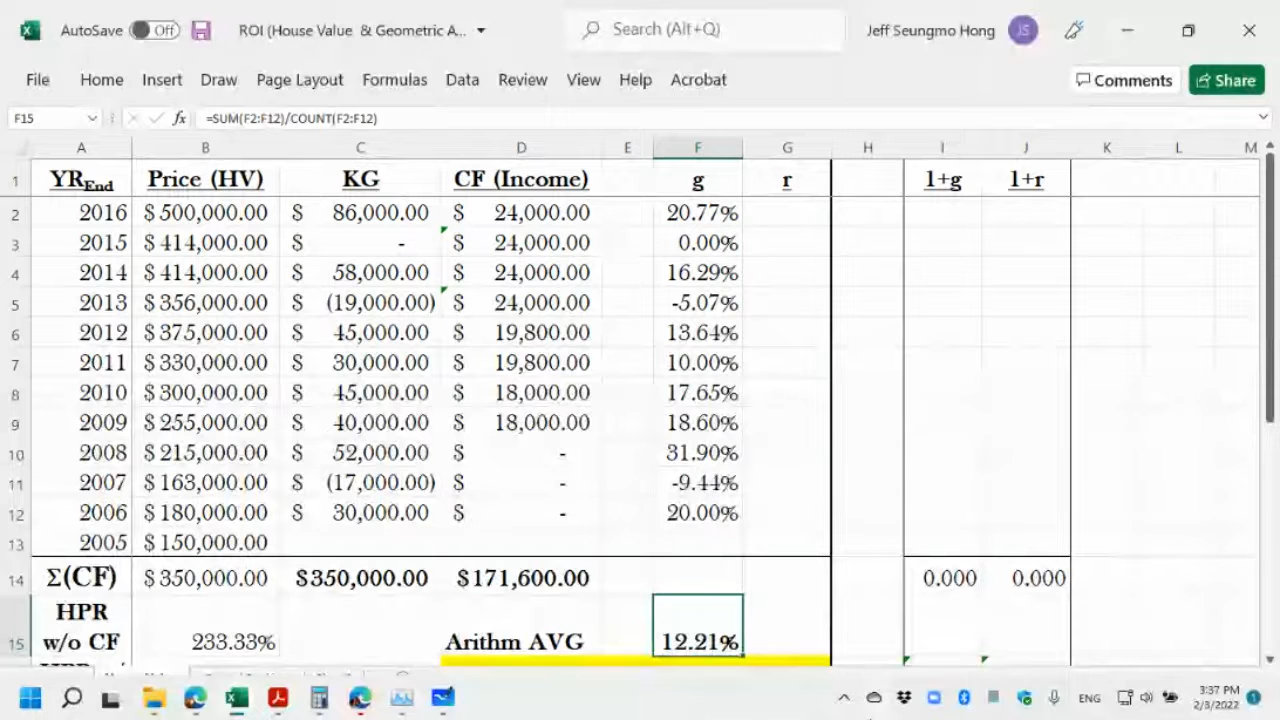 AutoSave Off ROI (House Value & Geometric A... Search (Alt+Q) Jeff Seungmo Hong JS
File Home Insert Draw Page Layout Formulas Data Review View Help Acrobat Comments Share
F15 fx =SUM(F2:F12)/COUNT(F2:F12)
A B C D E F G H I J K L M
1 YREnd Price (HV) KG CF (Income) g r 1+g 1+r
2 2016 $ 500,000.00 $ 86,000.00 $ 24,000.00 20.77%
3 2015 $ 414,000.00 $ - $ 24,000.00 0.00%
4 2014 $ 414,000.00 $ 58,000.00 $ 24,000.00 16.29%
5 2013 $ 356,000.00 $ (19,000.00) $ 24,000.00 -5.07%
6 2012 $ 375,000.00 $ 45,000.00 $ 19,800.00 13.64%
7 2011 $ 330,000.00 $ 30,000.00 $ 19,800.00 10.00%
8 2010 $ 300,000.00 $ 45,000.00 $ 18,000.00 17.65%
9 2009 $ 255,000.00 $ 40,000.00 $ 18,000.00 18.60%
10 2008 $ 215,000.00 $ 52,000.00 $ - 31.90%
11 2007 $ 163,000.00 $ (17,000.00) $ - -9.44%
12 2006 $ 180,000.00 $ 30,000.00 $ - 20.00%
13 2005 $ 150,000.00
14 Σ(CF) $ 350,000.00 $350,000.00 $171,600.00 0.000 0.000
HPR
15 w/o CF 233.33% Arithm AVG 12.21%
ENG 3:37 PM
2/3/2022